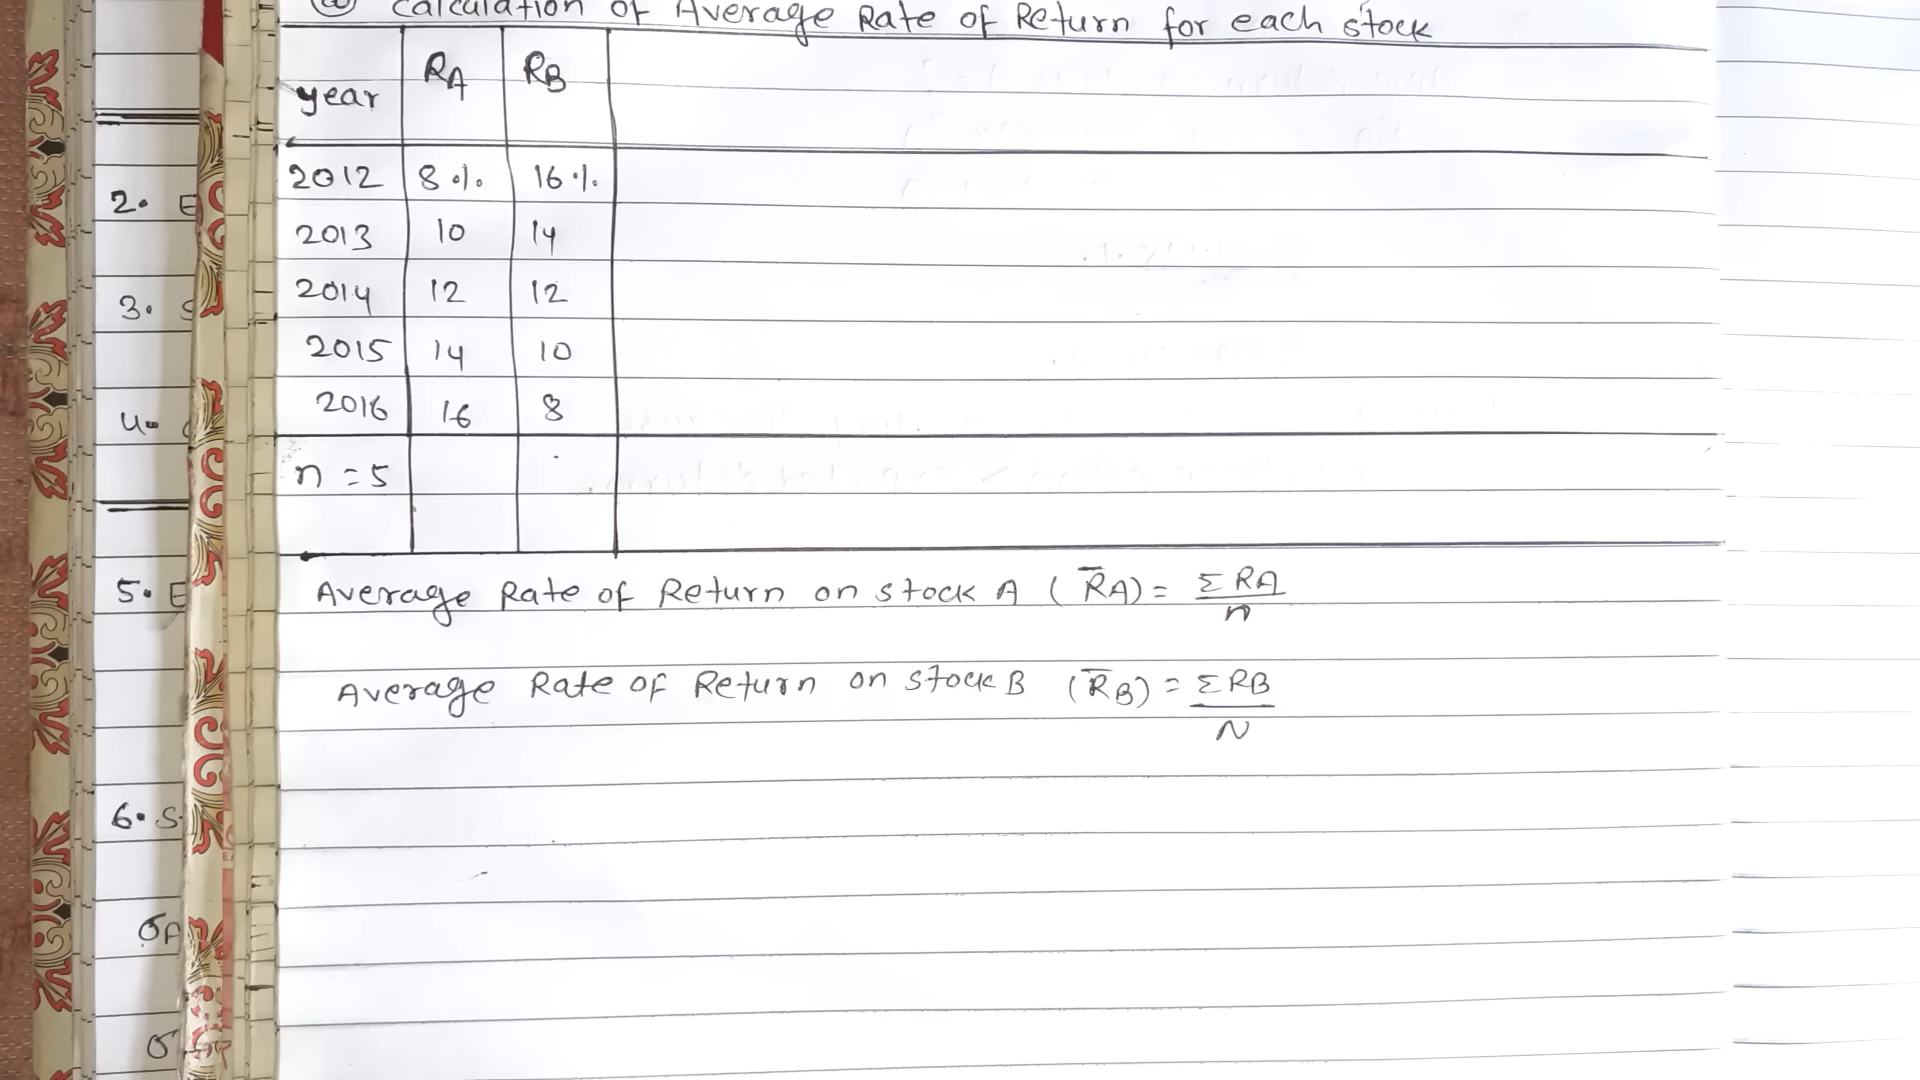 a calculation of Average Rate of Return for each stock
year RA RB
2012 8% 16%
2013 10 14
2014 12 12
2015 14 10
2016 16 8
n = 5
Average Rate of Return on stock A (R̄A) = ΣRA
n
Average Rate of Return on stock B (R̄B) = ΣRB
N
2. E
3. S
4.
5. E
6. S
σA
σ